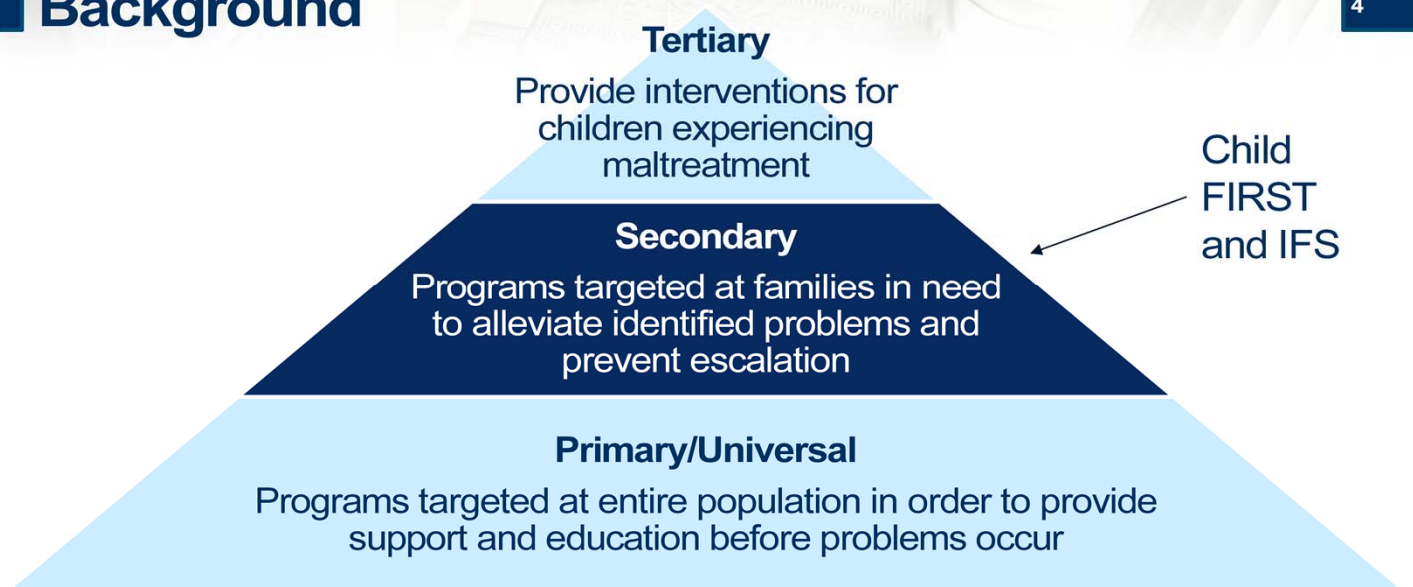 Background
4
Tertiary
Provide interventions for
children experiencing
maltreatment
Child
FIRST
and IFS
Secondary
Programs targeted at families in need
to alleviate identified problems and
prevent escalation
Primary/Universal
Programs targeted at entire population in order to provide
support and education before problems occur